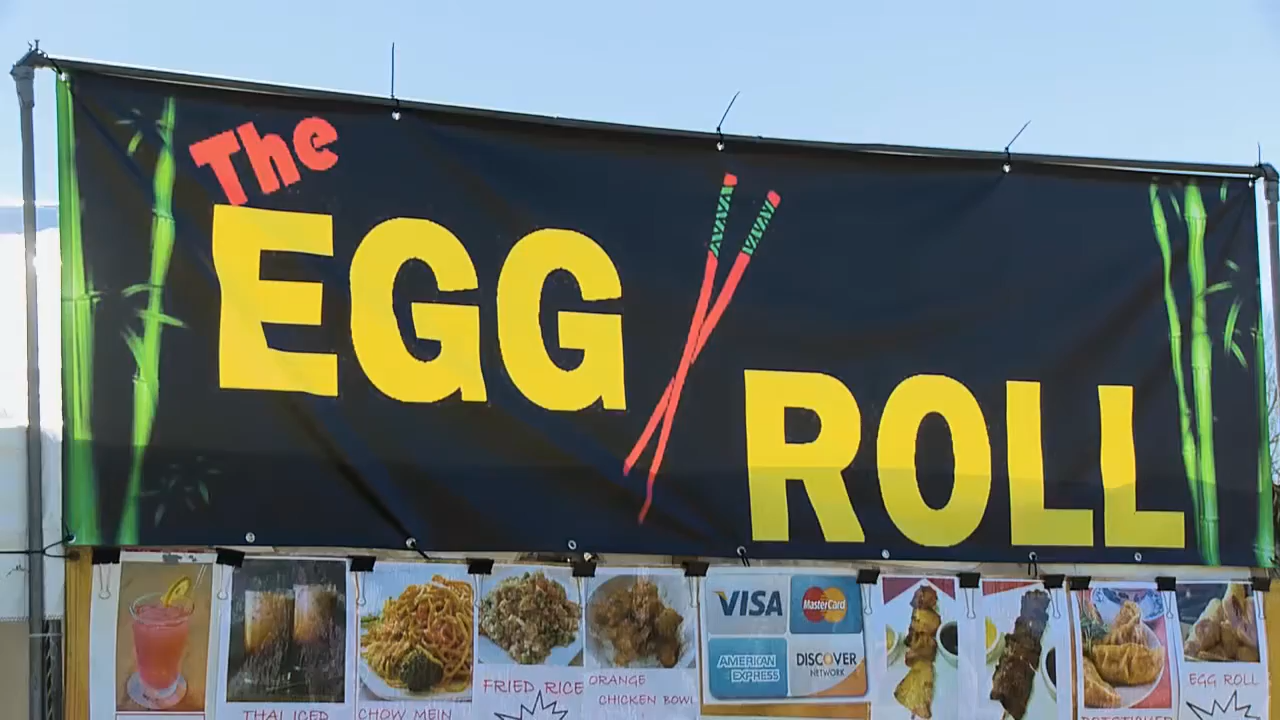 The
EGG
ROLL
VISA
MasterCard
AMERICAN
EXPRESS
DISCOVER
NETWORK
THAI ICED
CHOW MEIN
FRIED RICE
ORANGE
CHICKEN BOWL
POTSTICKER
EGG ROLL